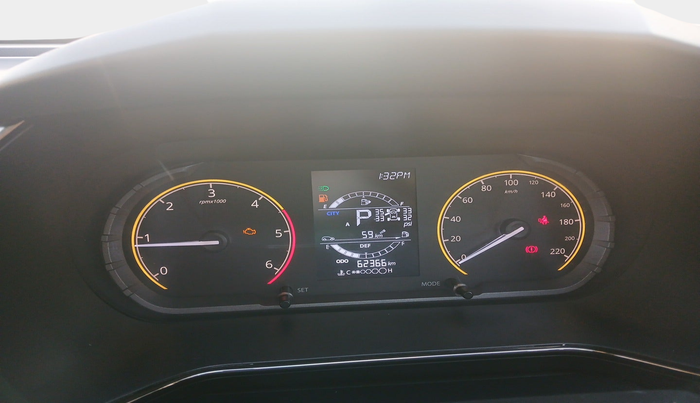 1:32PM
0 1 2 3 4 5 6
rpmx1000
E F
CITY P
A
psi
59 km
E DEF F
ODO 62366 km
C H
0 20 40 60 80 100 120 140 160 180 200 220
km/h
SET
MODE